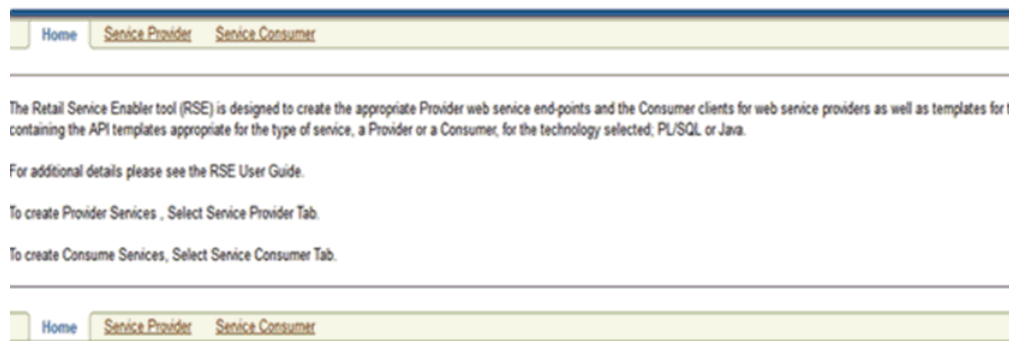 Home Service Provider Service Consumer
The Retail Service Enabler tool (RSE) is designed to create the appropriate Provider web service end-points and the Consumer clients for web service providers as well as templates for
containing the API templates appropriate for the type of service, a Provider or a Consumer, for the technology selected; PL/SQL or Java.
For additional details please see the RSE User Guide.
To create Provider Services , Select Service Provider Tab.
To create Consume Services, Select Service Consumer Tab.
Home Service Provider Service Consumer